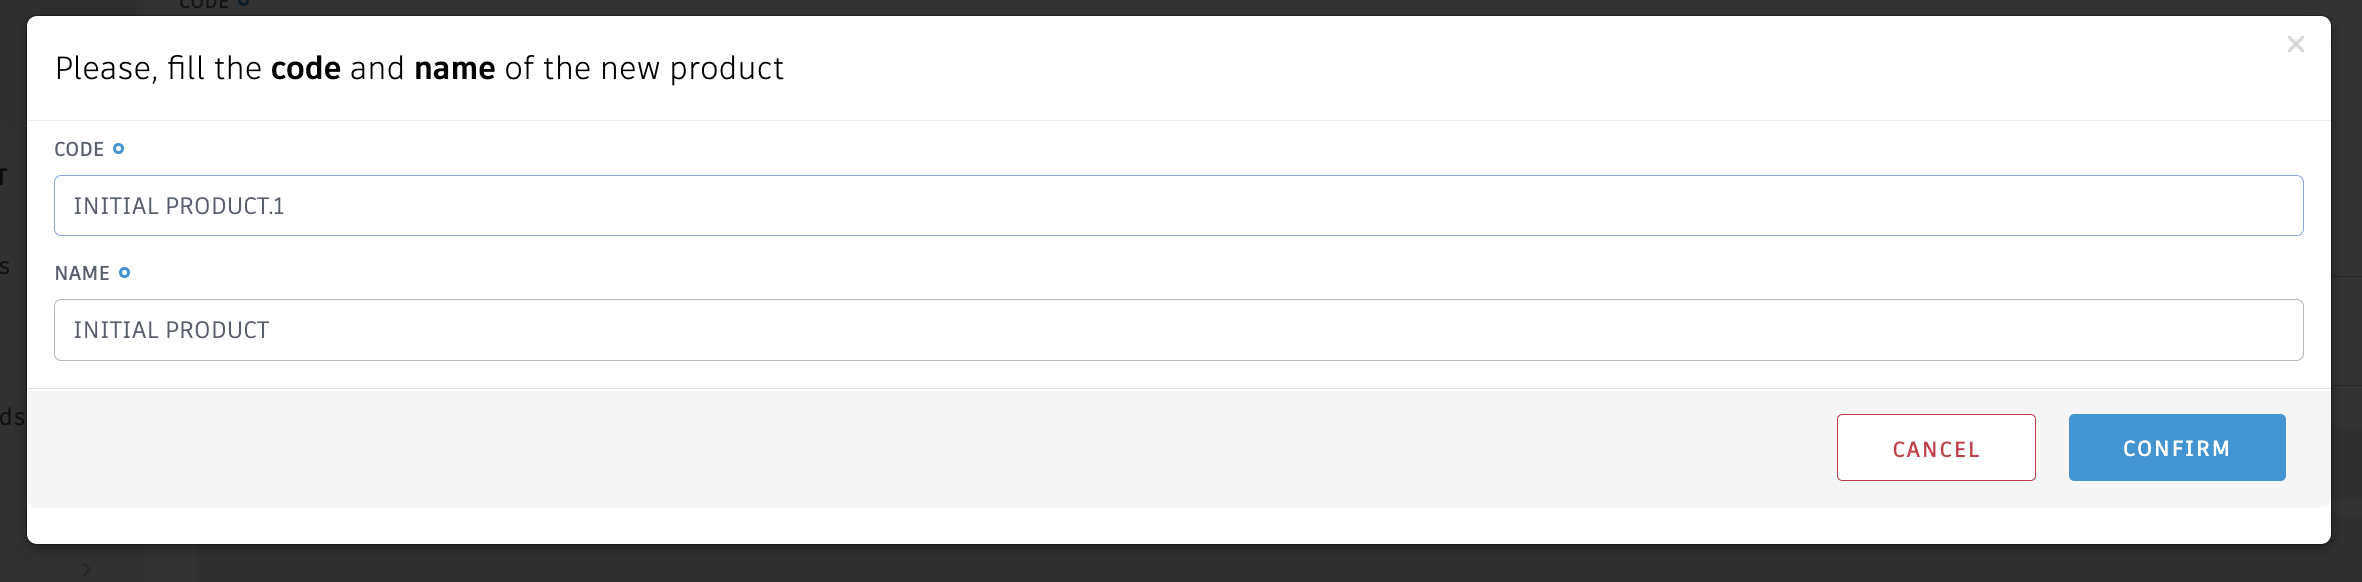 CODE
Please, fill the code and name of the new product
CODE
INITIAL PRODUCT.1
NAME
INITIAL PRODUCT
CANCEL
CONFIRM